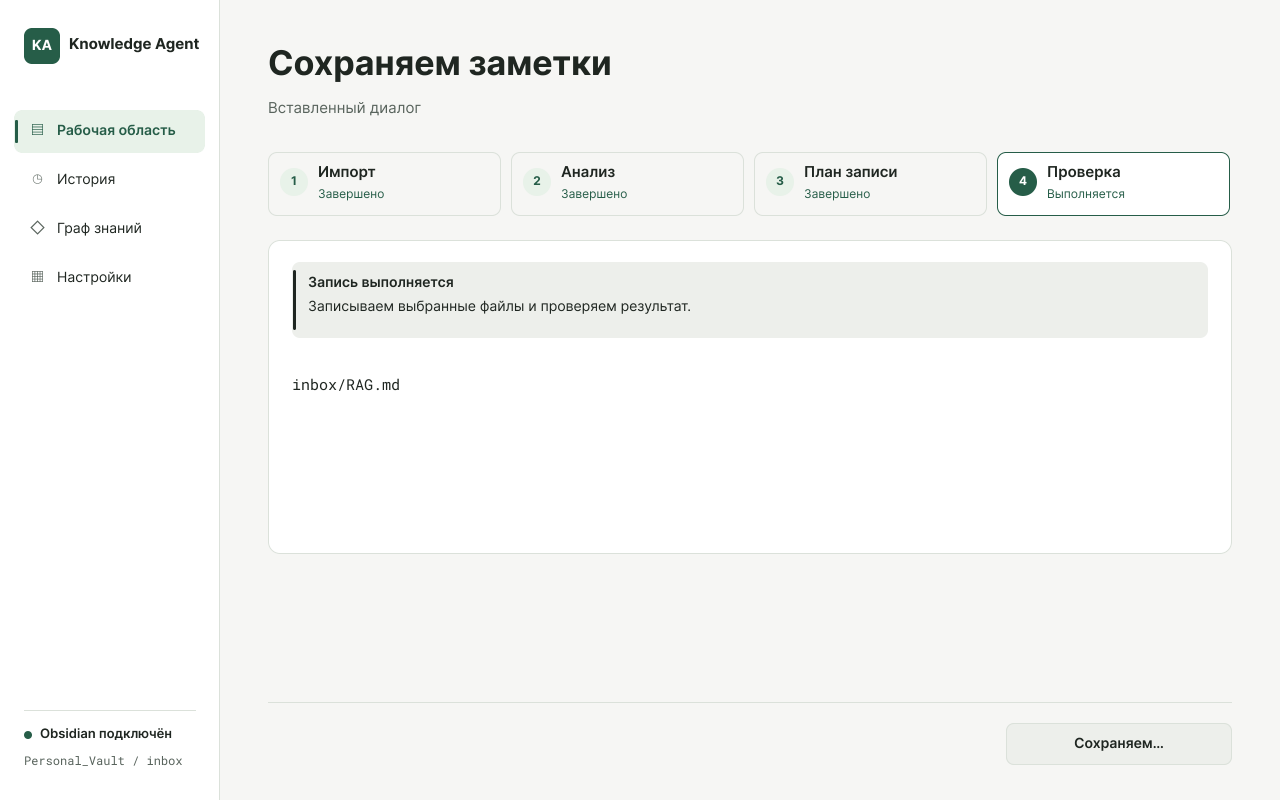 KA
Knowledge Agent
Рабочая область
История
Граф знаний
Настройки
Obsidian подключён
Personal_Vault / inbox
Сохраняем заметки
Вставленный диалог
1
Импорт
Завершено
2
Анализ
Завершено
3
План записи
Завершено
4
Проверка
Выполняется
Запись выполняется
Записываем выбранные файлы и проверяем результат.
inbox/RAG.md
Сохраняем…